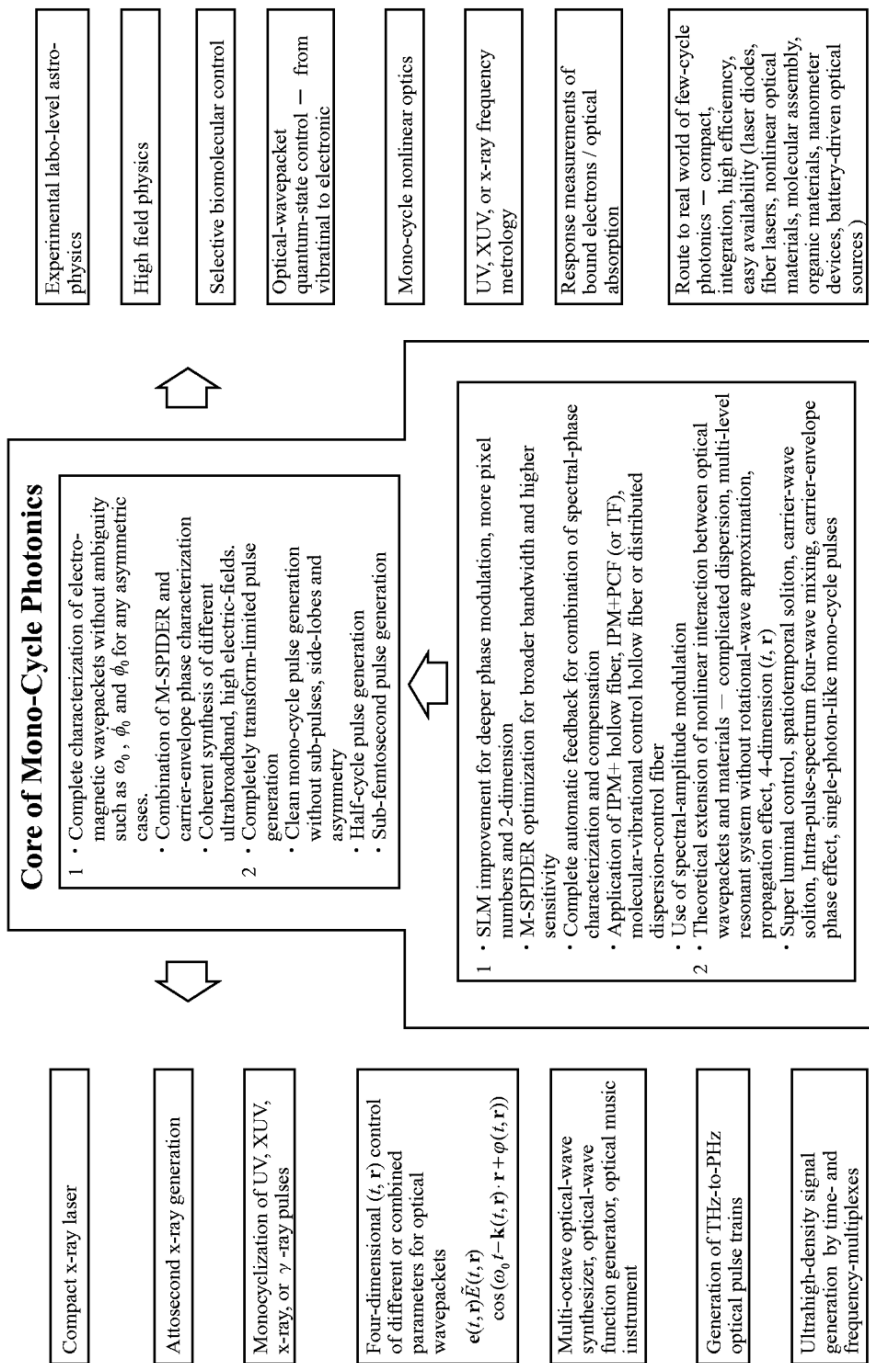 Core of Mono-Cycle Photonics
1 · Complete characterization of electro-
magnetic wavepackets without ambiguity
such as ω₀ , ϕ̇₀ and ϕ₀ for any asymmetric
cases.
· Combination of M-SPIDER and
carrier-envelope phase characterization
· Coherent synthesis of different
ultrabroadband, high electric-fields.
2 · Completely transform-limited pulse
generation
· Clean mono-cycle pulse generation
without sub-pulses, side-lobes and
asymmetry
· Half-cycle pulse generation
· Sub-femtosecond pulse generation
1 · SLM improvement for deeper phase modulation, more pixel
numbers and 2-dimension
· M-SPIDER optimization for broader bandwidth and higher
sensitivity
· Complete automatic feedback for combination of spectral-phase
characterization and compensation
· Application of IPM+ hollow fiber, IPM+PCF (or TF),
molecular-vibrational control hollow fiber or distributed
dispersion-control fiber
· Use of spectral-amplitude modulation
2 · Theoretical extension of nonlinear interaction between optical
wavepackets and materials — complicated dispersion, multi-level
resonant system without rotational-wave approximation,
propagation effect, 4-dimension (t, r)
· Super luminal control, spatiotemporal soliton, carrier-wave
soliton, Intra-pulse-spectrum four-wave mixing, carrier-envelope
phase effect, single-photon-like mono-cycle pulses
Compact x-ray laser
Attosecond x-ray generation
Monocyclization of UV, XUV,
x-ray, or γ -ray pulses
Four-dimensional (t, r) control
of different or combined
parameters for optical
wavepackets
e(t, r)Ẽ(t, r)
cos(ω₀ t−k(t, r) · r+φ(t, r))
Multi-octave optical-wave
synthesizer, optical-wave
function generator, optical music
instrument
Generation of THz-to-PHz
optical pulse trains
Ultrahigh-density signal
generation by time- and
frequency-multiplexes
Experimental labo-level astro-
physics
High field physics
Selective biomolecular control
Optical-wavepacket
quantum-state control — from
vibratinal to electronic
Mono-cycle nonlinear optics
UV, XUV, or x-ray frequency
metrology
Response measurements of
bound electrons / optical
absorption
Route to real world of few-cycle
photonics — compact,
integration, high efficienncy,
easy availability (laser diodes,
fiber lasers, nonlinear optical
materials, molecular assembly,
organic materials, nanometer
devices, battery-driven optical
sources )